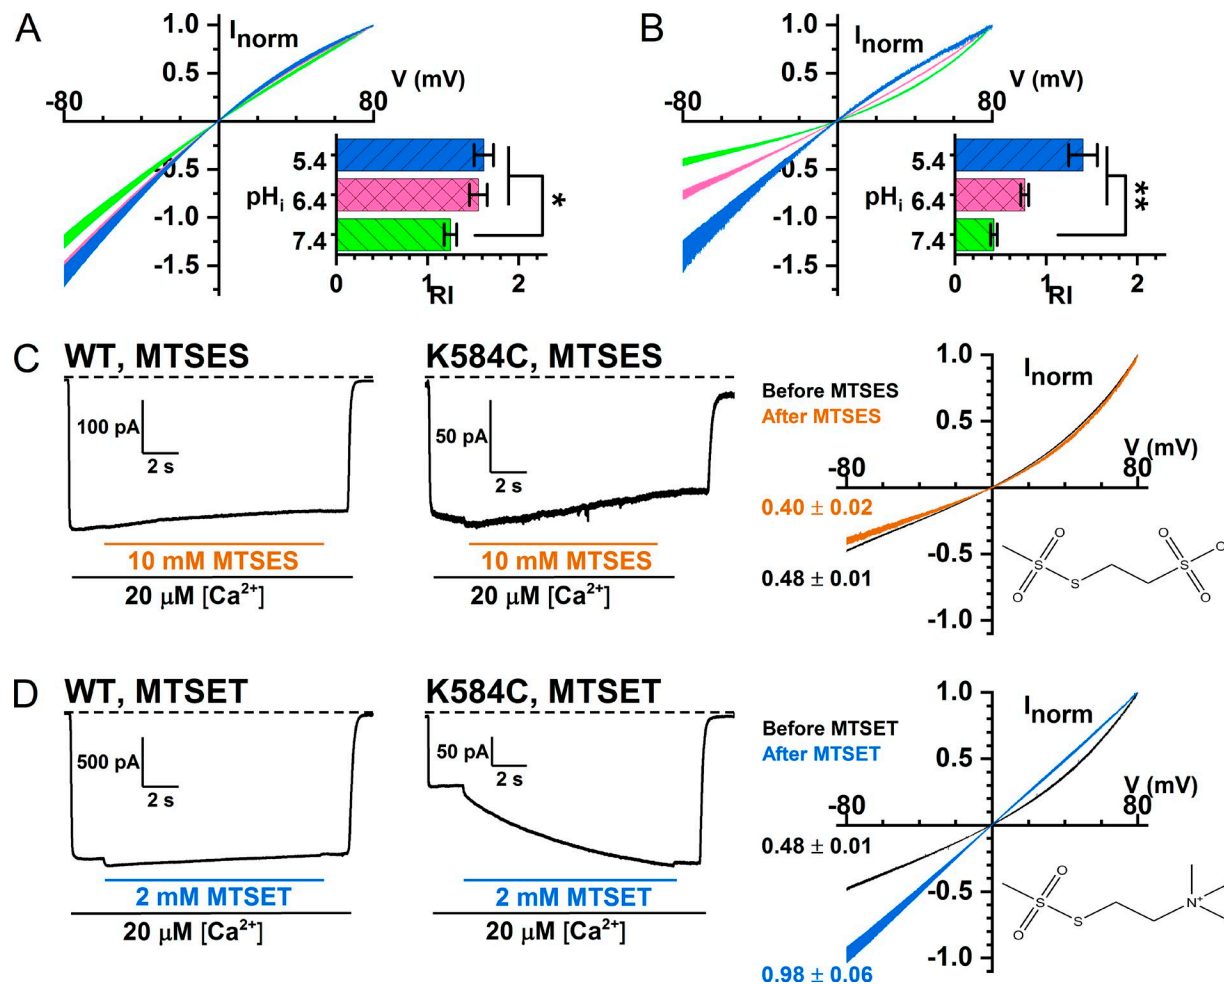 A
1.0
I_norm
0.5
V (mV)
-80
80
-0.5
-1.0
-1.5
pH_i
5.4
6.4
7.4
*
0
1
2
RI
B
1.0
I_norm
0.5
V (mV)
-80
80
-0.5
-1.0
-1.5
pH_i
5.4
6.4
7.4
**
0
1
2
RI
C
WT, MTSES
100 pA
2 s
10 mM MTSES
20 μM [Ca²⁺]
K584C, MTSES
50 pA
2 s
10 mM MTSES
20 μM [Ca²⁺]
1.0
I_norm
Before MTSES
After MTSES
0.5
V (mV)
-80
80
0.40 ± 0.02
-0.5
0.48 ± 0.01
-1.0
O
O
O
S
S
S
O
O
D
WT, MTSET
500 pA
2 s
2 mM MTSET
20 μM [Ca²⁺]
K584C, MTSET
50 pA
2 s
2 mM MTSET
20 μM [Ca²⁺]
1.0
I_norm
Before MTSET
After MTSET
0.5
V (mV)
-80
80
0.48 ± 0.01
-0.5
-1.0
0.98 ± 0.06
O
S
N⁺
S
O